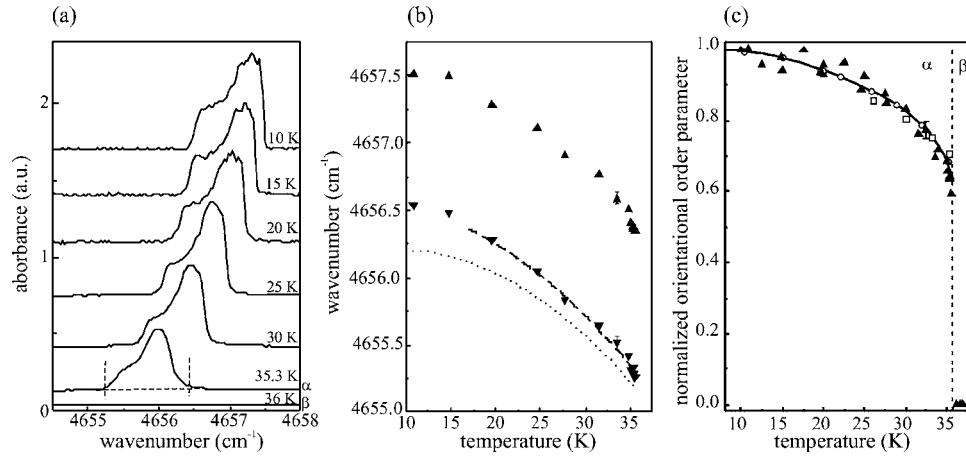 (a)
absorbance (a.u.)
2
1
0
10 K
15 K
20 K
25 K
30 K
35.3 K
α
36 K
β
4655 4656 4657 4658
wavenumber (cm⁻¹)
(b)
wavenumber (cm⁻¹)
4657.5
4657.0
4656.5
4656.0
4655.5
4655.0
10 15 20 25 30 35
temperature (K)
(c)
normalized orientational order parameter
1.0
0.8
0.6
0.4
0.2
0.0
α
β
10 15 20 25 30 35
temperature (K)